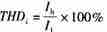 THD_i = I_h / I_1 × 100%